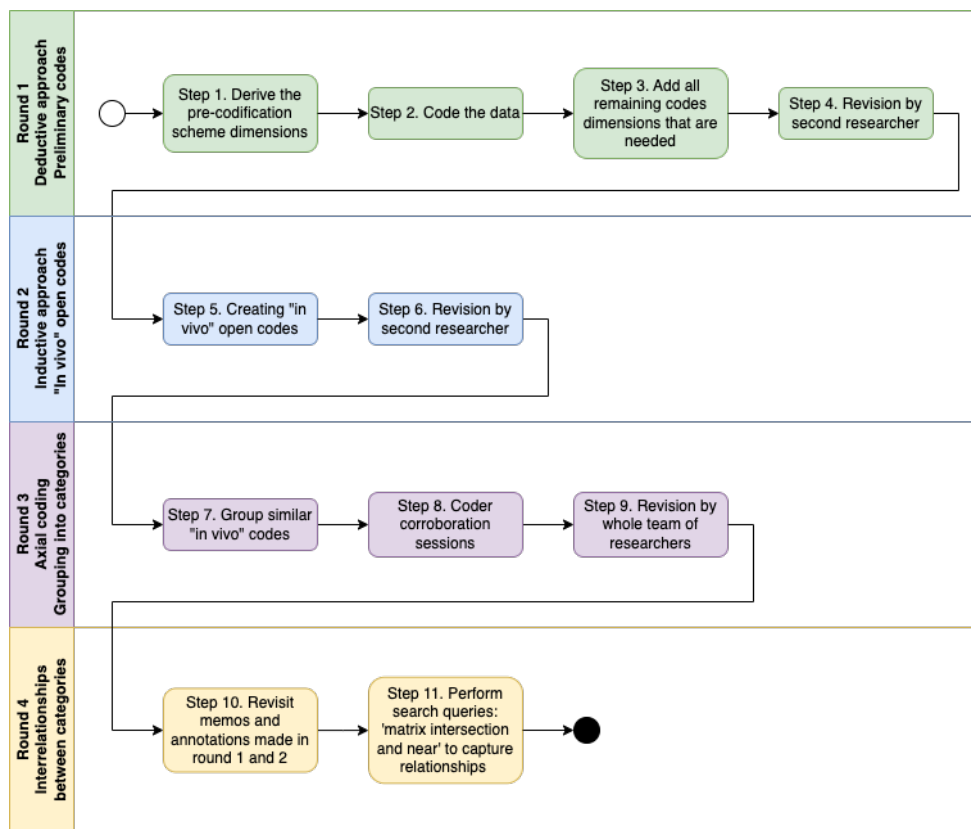 Round 1
Deductive approach
Preliminary codes
Step 1. Derive the
pre-codification
scheme dimensions
Step 2. Code the data
Step 3. Add all
remaining codes
dimensions that are
needed
Step 4. Revision by
second researcher
Round 2
Inductive approach
"In vivo" open codes
Step 5. Creating "in
vivo" open codes
Step 6. Revision by
second researcher
Round 3
Axial coding
Grouping into categories
Step 7. Group similar
"in vivo" codes
Step 8. Coder
corroboration
sessions
Step 9. Revision by
whole team of
researchers
Round 4
Interrelationships
between categories
Step 10. Revisit
memos and
annotations made in
round 1 and 2
Step 11. Perform
search queries:
'matrix intersection
and near' to capture
relationships